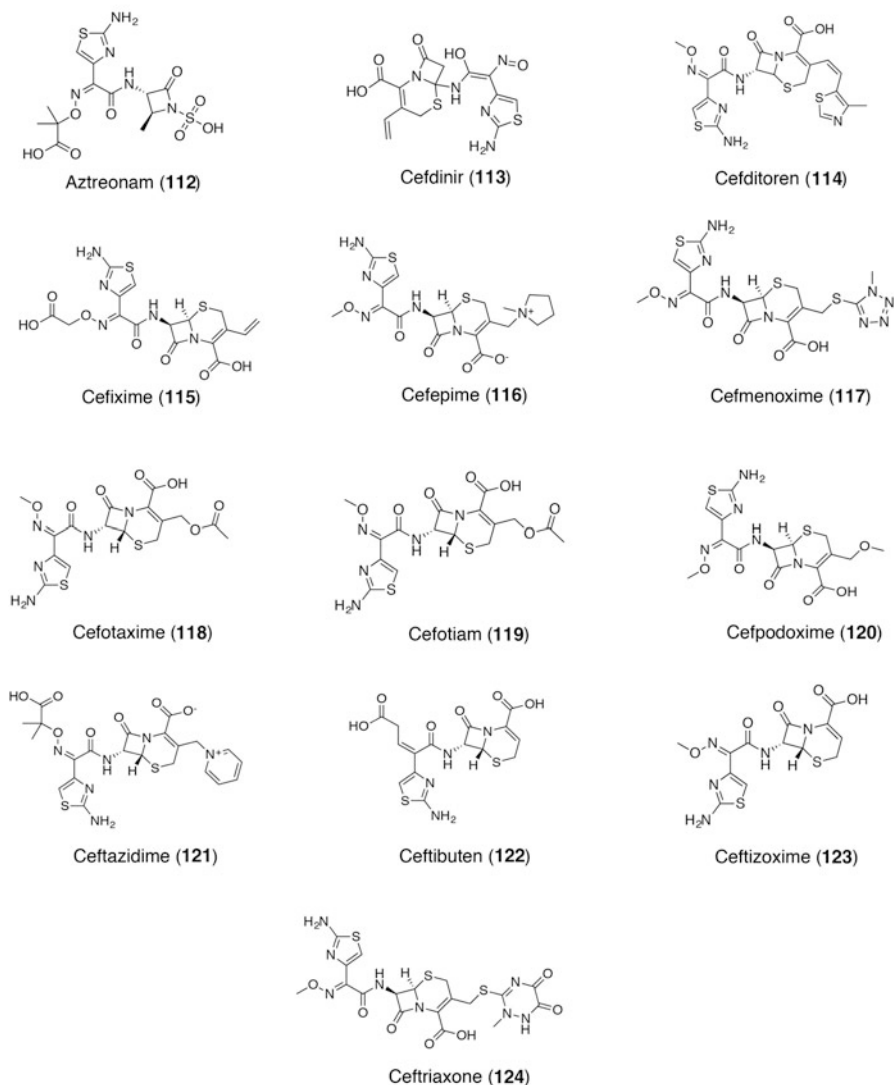 Aztreonam (112)
Cefdinir (113)
Cefditoren (114)
Cefixime (115)
Cefepime (116)
Cefmenoxime (117)
Cefotaxime (118)
Cefotiam (119)
Cefpodoxime (120)
Ceftazidime (121)
Ceftibuten (122)
Ceftizoxime (123)
Ceftriaxone (124)